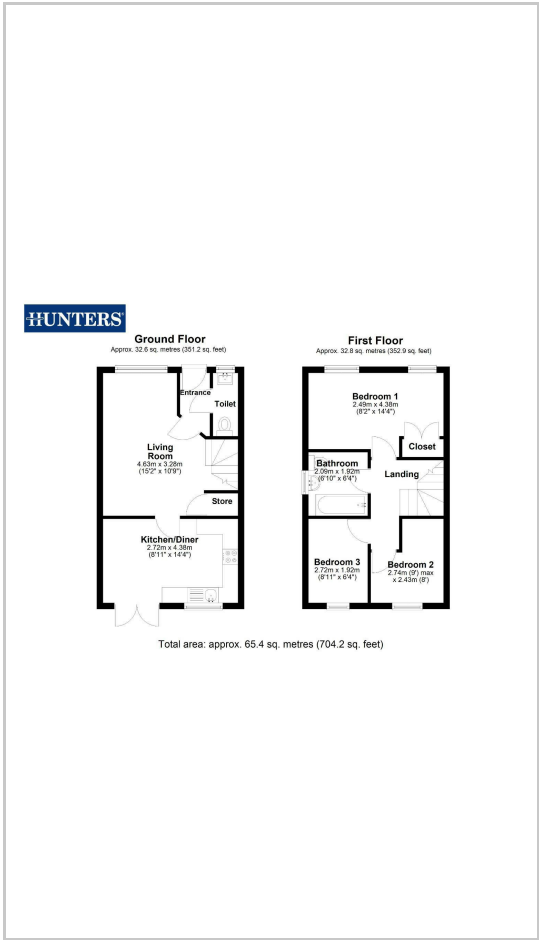 HUNTERS
Ground Floor
Approx. 32.6 sq. metres (351.2 sq. feet)
Entrance
Toilet
Living
Room
4.63m x 3.28m
(15'2" x 10'9")
Store
Kitchen/Diner
2.72m x 4.38m
(8'11" x 14'4")
First Floor
Approx. 32.8 sq. metres (352.9 sq. feet)
Bedroom 1
2.49m x 4.38m
(8'2" x 14'4")
Closet
Bathroom
2.09m x 1.92m
(6'10" x 6'4")
Landing
Bedroom 3
2.72m x 1.92m
(8'11" x 6'4")
Bedroom 2
2.74m (9') max
x 2.43m (8')
Total area: approx. 65.4 sq. metres (704.2 sq. feet)